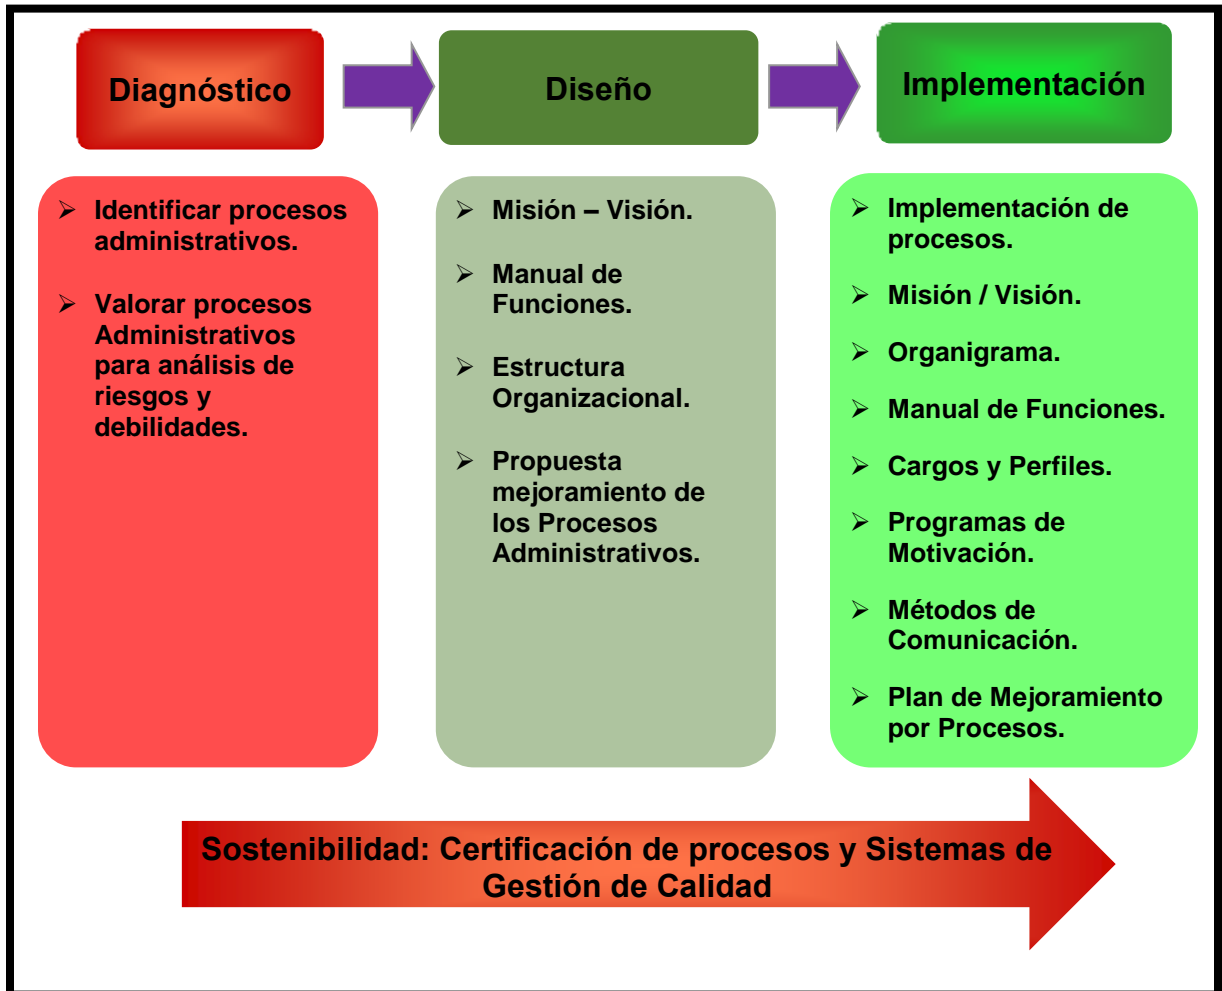 Diagnóstico
Diseño
Implementación
➢ Identificar procesos
administrativos.
➢ Valorar procesos
Administrativos
para análisis de
riesgos y
debilidades.
➢ Misión – Visión.
➢ Manual de
Funciones.
➢ Estructura
Organizacional.
➢ Propuesta
mejoramiento de
los Procesos
Administrativos.
➢ Implementación de
procesos.
➢ Misión / Visión.
➢ Organigrama.
➢ Manual de Funciones.
➢ Cargos y Perfiles.
➢ Programas de
Motivación.
➢ Métodos de
Comunicación.
➢ Plan de Mejoramiento
por Procesos.
Sostenibilidad: Certificación de procesos y Sistemas de
Gestión de Calidad